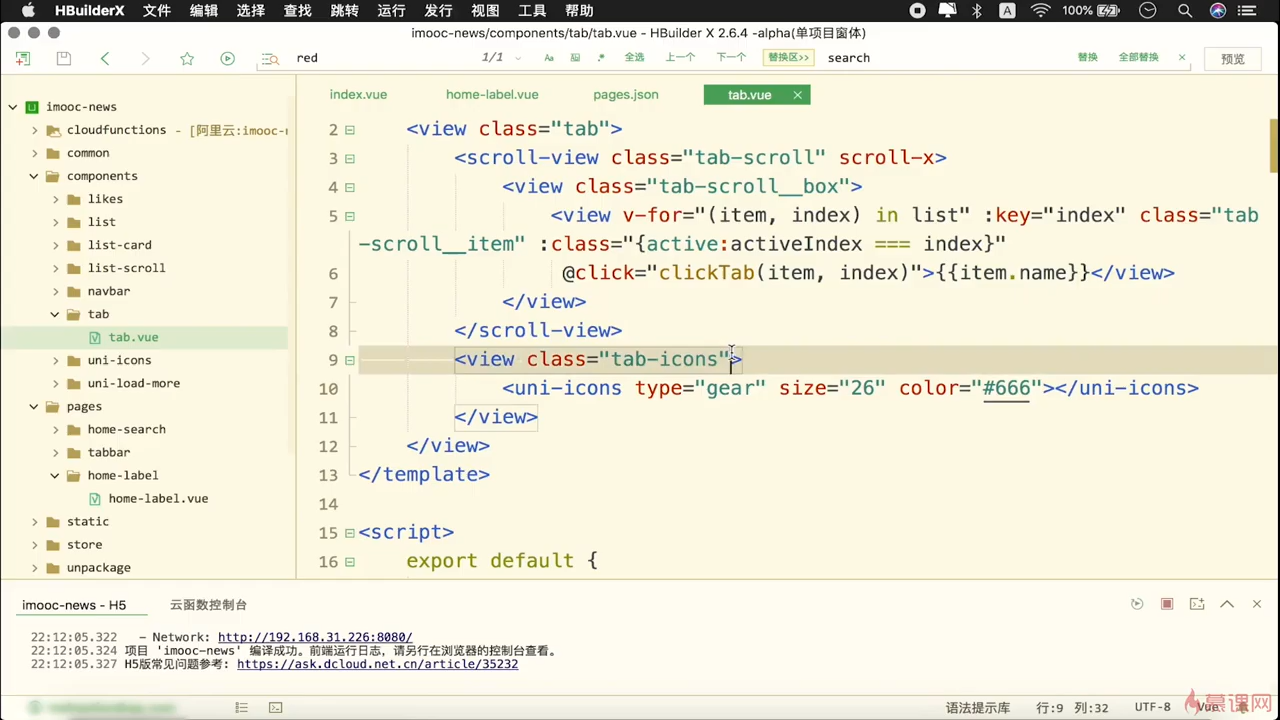 HBuilderX 文件 编辑 选择 查找 跳转 运行 发行 视图 工具 帮助 100%
imooc-news/components/tab/tab.vue - HBuilder X 2.6.4 -alpha(单项目窗体)
red 1/1 Aa 全选 上一个 下一个 替换区>> search 替换 全部替换 预览
index.vue home-label.vue pages.json tab.vue
imooc-news
cloudfunctions - [阿里云:imooc-n
common
components
likes
list
list-card
list-scroll
navbar
tab
tab.vue
uni-icons
uni-load-more
pages
home-search
tabbar
home-label
home-label.vue
static
store
unpackage
2 <view class="tab">
3 <scroll-view class="tab-scroll" scroll-x>
4 <view class="tab-scroll__box">
5 <view v-for="(item, index) in list" :key="index" class="tab
-scroll__item" :class="{active:activeIndex === index}"
6 @click="clickTab(item, index)">{{item.name}}</view>
7 </view>
8 </scroll-view>
9 <view class="tab-icons">
10 <uni-icons type="gear" size="26" color="#666"></uni-icons>
11 </view>
12 </view>
13 </template>
14
15 <script>
16 export default {
imooc-news - H5 云函数控制台
22:12:05.322 - Network: http://192.168.31.226:8080/
22:12:05.324 项目 'imooc-news' 编译成功。前端运行日志，请另行在浏览器的控制台查看。
22:12:05.327 H5版常见问题参考: https://ask.dcloud.net.cn/article/35232
语法提示库 行:9 列:32 UTF-8 Vue
慕课网